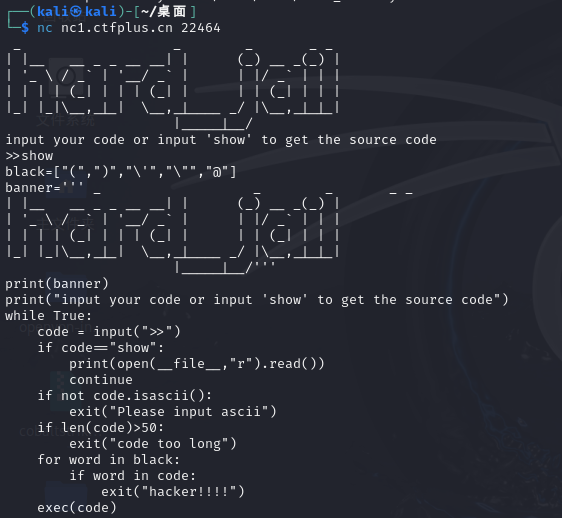 ┌──(kali㉿kali)-[~/桌面]
└─$ nc nc1.ctfplus.cn 22464
input your code or input 'show' to get the source code
>>show
black=["(",")","\'","\"","@"]
banner='''
'''
print(banner)
print("input your code or input 'show' to get the source code")
while True:
    code = input(">>")
    if code=="show":
        print(open(__file__,"r").read())
        continue
    if not code.isascii():
        exit("Please input ascii")
    if len(code)>50:
        exit("code too long")
    for word in black:
        if word in code:
            exit("hacker!!!!")
    exec(code)